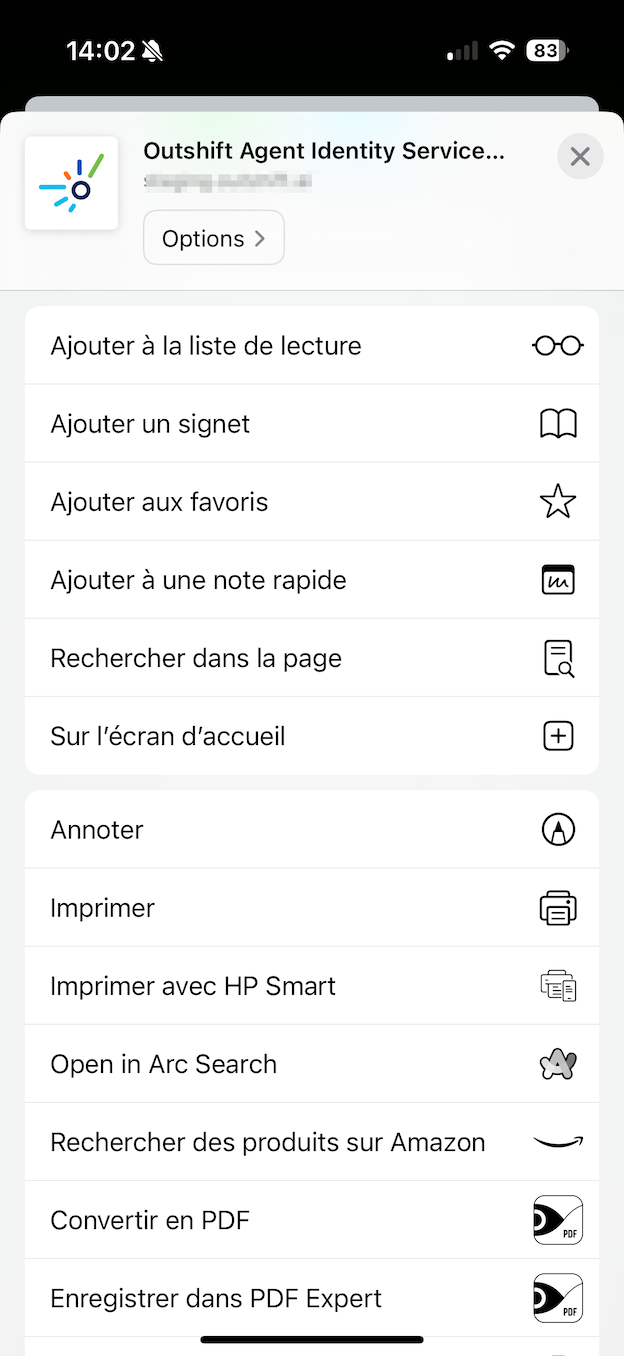 14:02
83
Outshift Agent Identity Service...
Options
Ajouter à la liste de lecture
Ajouter un signet
Ajouter aux favoris
Ajouter à une note rapide
Rechercher dans la page
Sur l’écran d’accueil
Annoter
Imprimer
Imprimer avec HP Smart
Open in Arc Search
Rechercher des produits sur Amazon
Convertir en PDF
PDF
Enregistrer dans PDF Expert
PDF